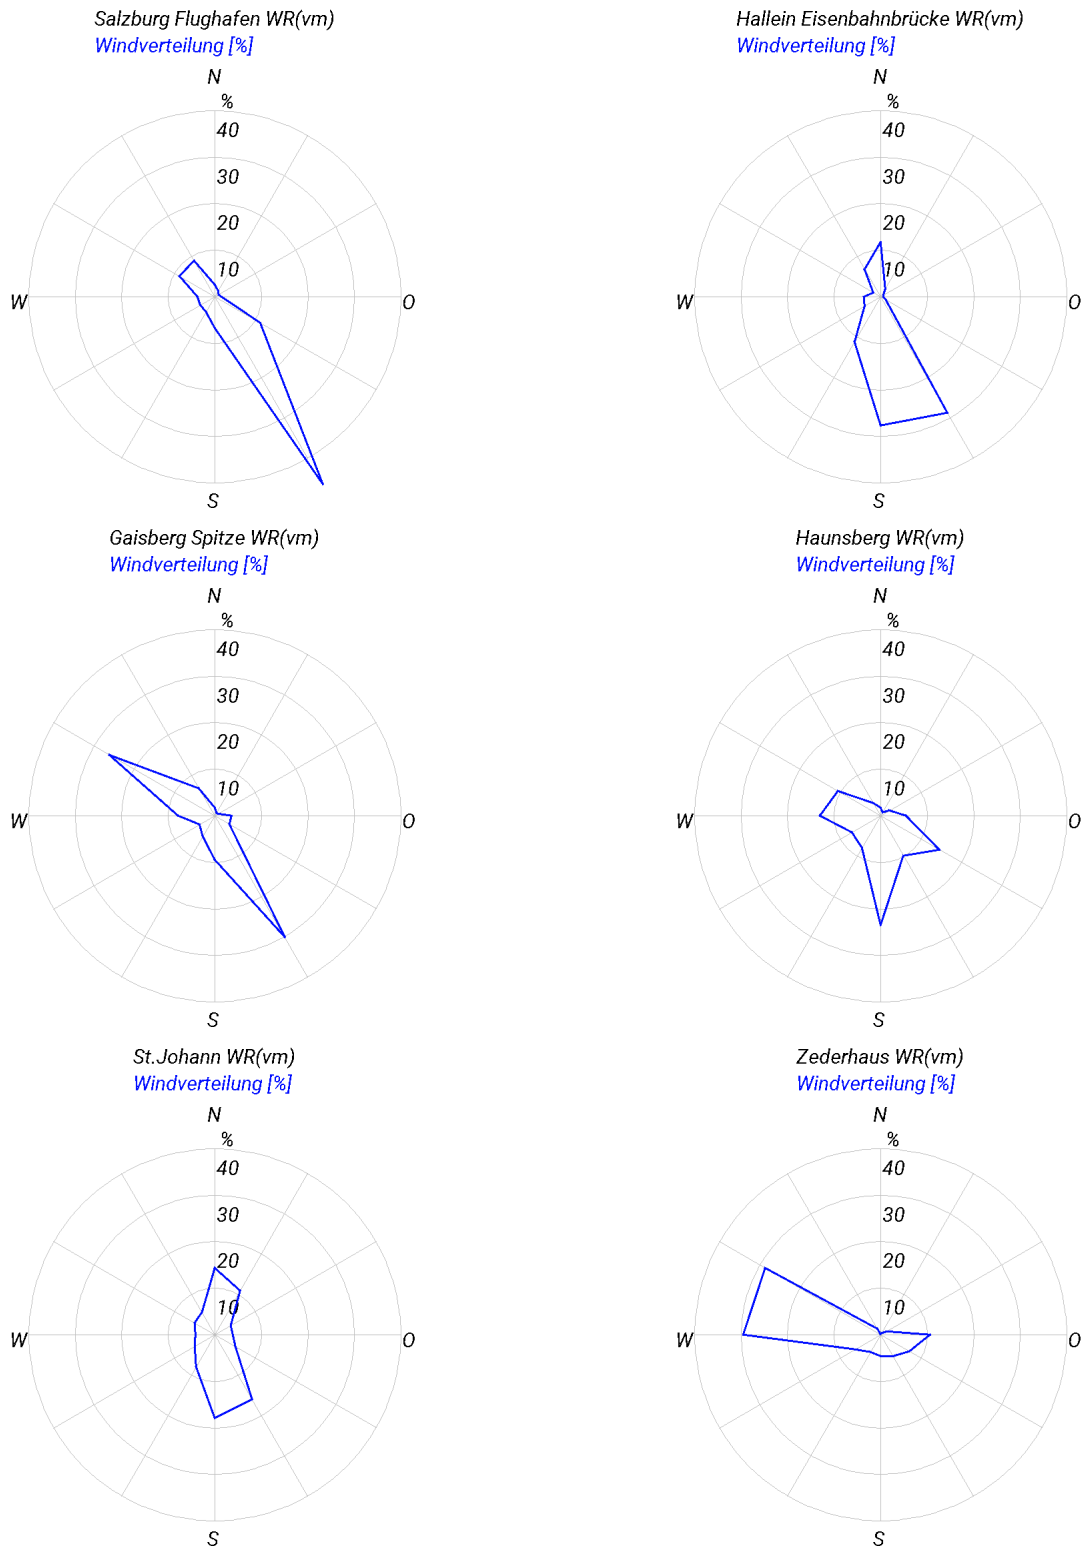 Salzburg Flughafen WR(vm)
Windverteilung [%]
N
%
40
30
20
10
W
O
S
Hallein Eisenbahnbrücke WR(vm)
Windverteilung [%]
N
%
40
30
20
10
W
O
S
Gaisberg Spitze WR(vm)
Windverteilung [%]
N
%
40
30
20
10
W
O
S
Haunsberg WR(vm)
Windverteilung [%]
N
%
40
30
20
10
W
O
S
St.Johann WR(vm)
Windverteilung [%]
N
%
40
30
20
10
W
O
S
Zederhaus WR(vm)
Windverteilung [%]
N
%
40
30
20
10
W
O
S